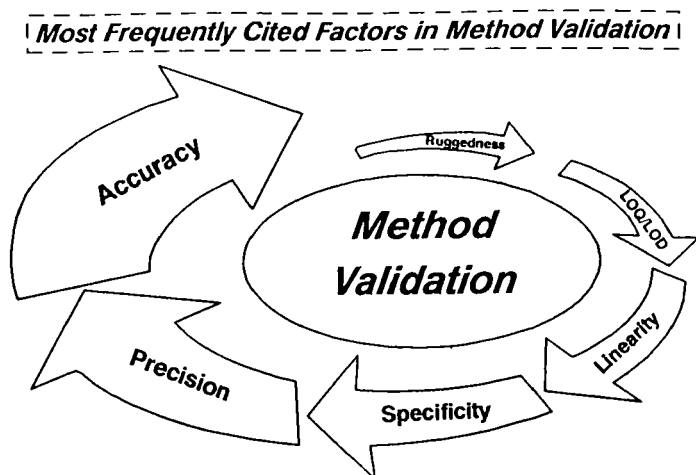 Most Frequently Cited Factors in Method Validation
Accuracy
Ruggedness
LOQ/LOD
Linearity
Specificity
Precision
Method
Validation